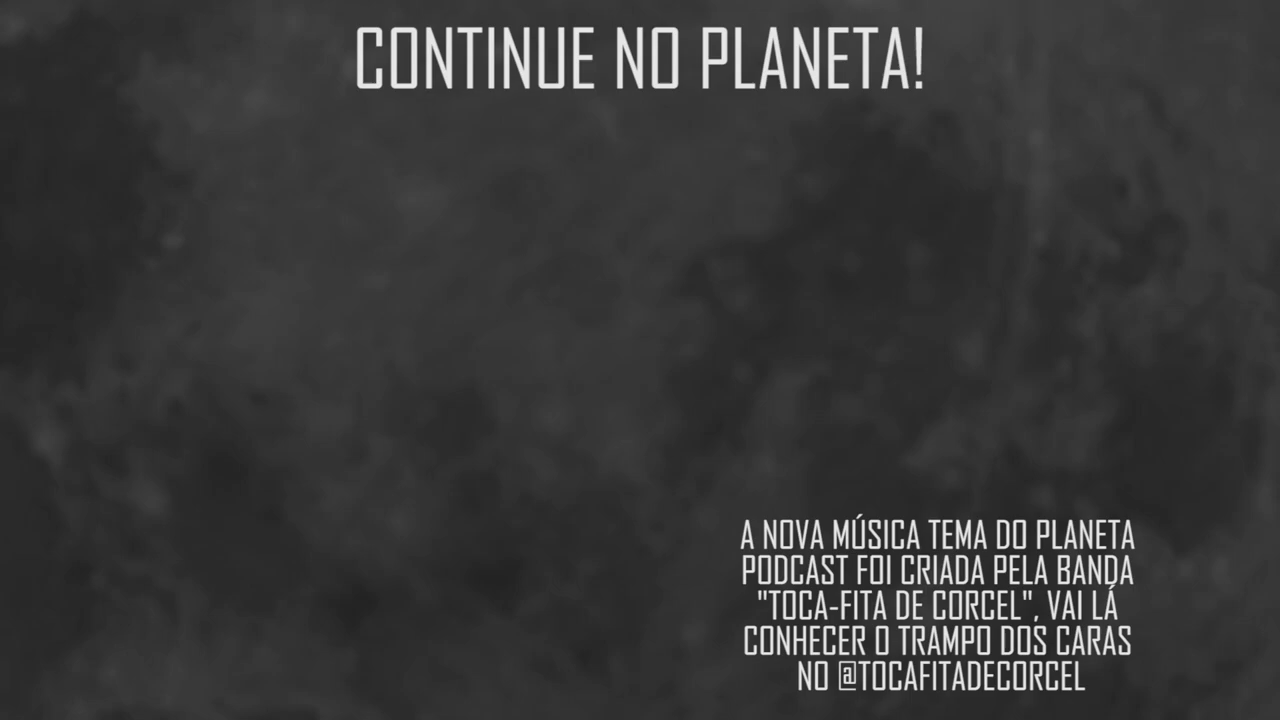 CONTINUE NO PLANETA!
A NOVA MÚSICA TEMA DO PLANETA
PODCAST FOI CRIADA PELA BANDA
"TOCA-FITA DE CORCEL", VAI LÁ
CONHECER O TRAMPO DOS CARAS
NO @TOCAFITADECORCEL